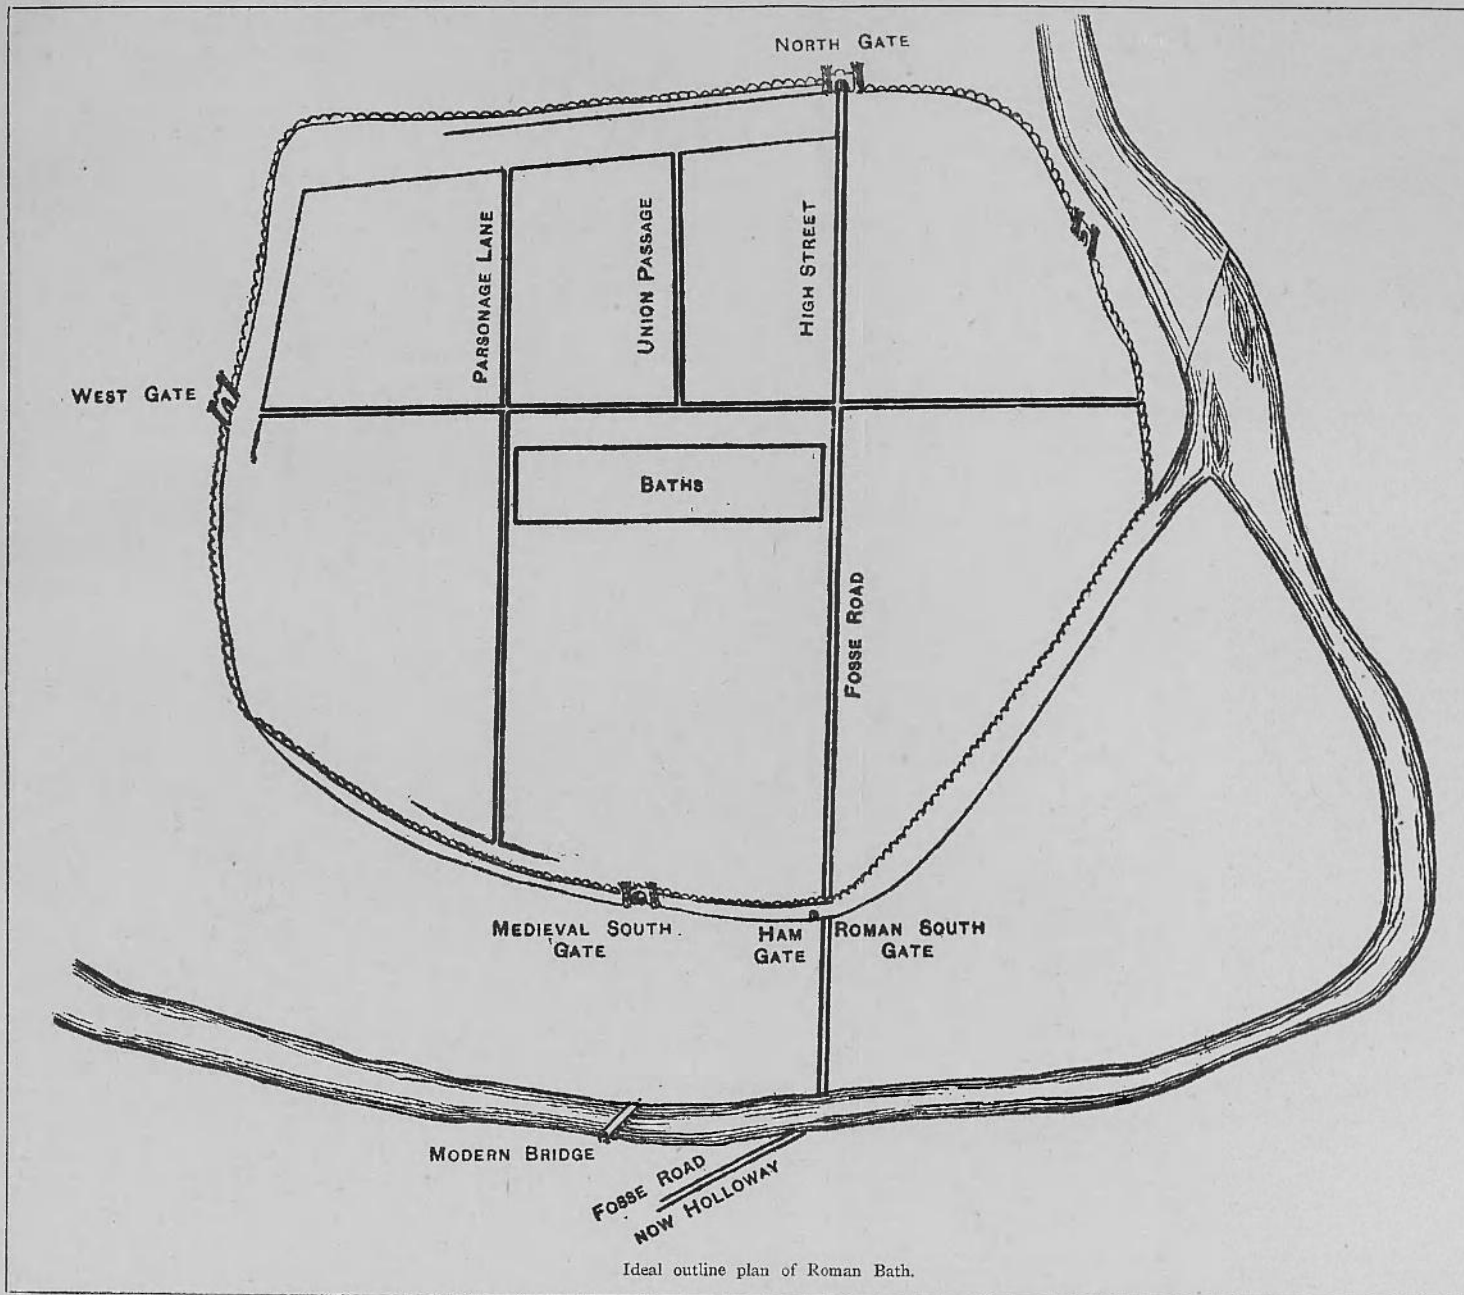 NORTH GATE
PARSONAGE LANE
UNION PASSAGE
HIGH STREET
WEST GATE
BATHS
FOSSE ROAD
MEDIEVAL SOUTH
GATE
HAM
GATE
ROMAN SOUTH
GATE
MODERN BRIDGE
FOSSE ROAD
NOW HOLLOWAY
Ideal outline plan of Roman Bath.